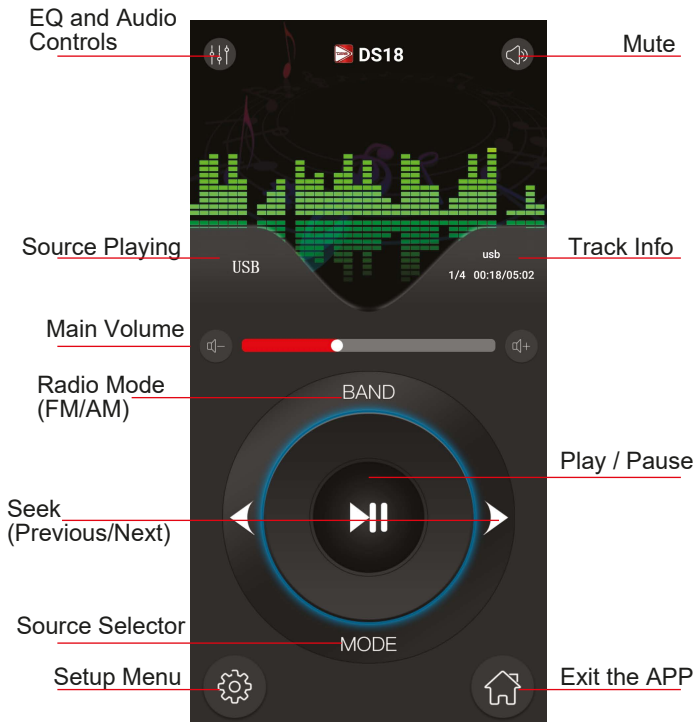 EQ and Audio
Controls
DS18
Mute
Source Playing
USB
usb
1/4 00:18/05:02
Track Info
Main Volume
Radio Mode
(FM/AM)
BAND
Play / Pause
Seek
(Previous/Next)
Source Selector
MODE
Setup Menu
Exit the APP